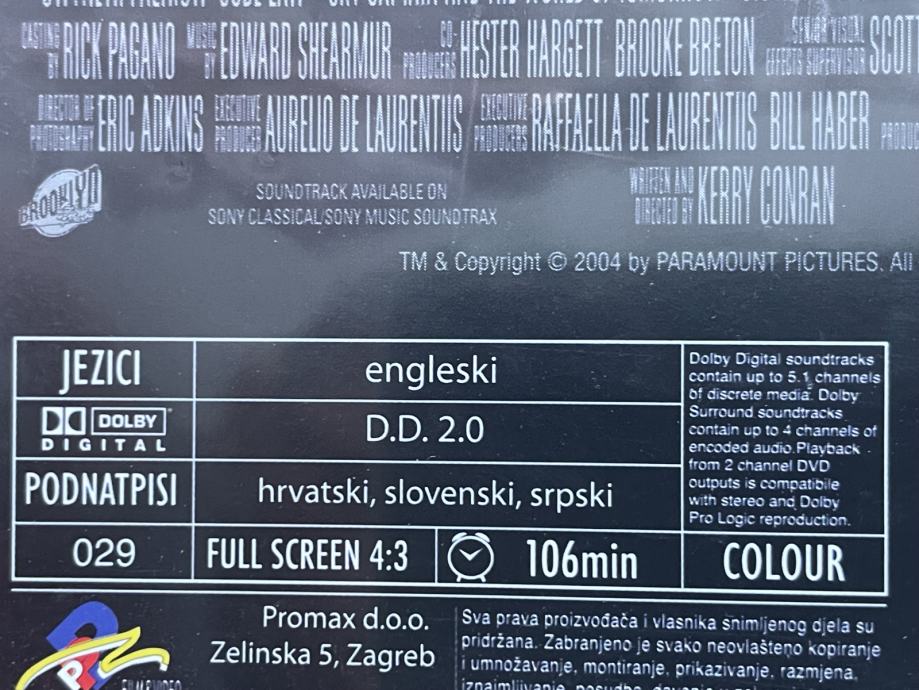 CASTING BY RICK PAGANO MUSIC BY EDWARD SHEARMUR CO-PRODUCERS HESTER HARGETT BROOKE BRETON SENIOR VISUAL EFFECTS SUPERVISOR SCOTT
DIRECTOR OF PHOTOGRAPHY ERIC ADKINS EXECUTIVE PRODUCER AURELIO DE LAURENTIIS EXECUTIVE PRODUCERS RAFFAELLA DE LAURENTIIS BILL HABER
BROOKLYN
SOUNDTRACK AVAILABLE ON
SONY CLASSICAL/SONY MUSIC SOUNDTRAX
WRITTEN AND DIRECTED BY KERRY CONRAN
TM & Copyright © 2004 by PARAMOUNT PICTURES. All
JEZICI engleski
DOLBY DIGITAL D.D. 2.0
PODNATPISI hrvatski, slovenski, srpski
029 FULL SCREEN 4:3 106min COLOUR
Dolby Digital soundtracks
contain up to 5.1 channels
of discrete media. Dolby
Surround soundtracks
contain up to 4 channels of
encoded audio.Playback
from 2 channel DVD
outputs is compatibile
with stereo and Dolby
Pro Logic reproduction.
Promax d.o.o.
Zelinska 5, Zagreb
Sva prava proizvođača i vlasnika snimljenog djela su
pridržana. Zabranjeno je svako neovlašteno kopiranje
i umnožavanje, montiranje, prikazivanje, razmjena,